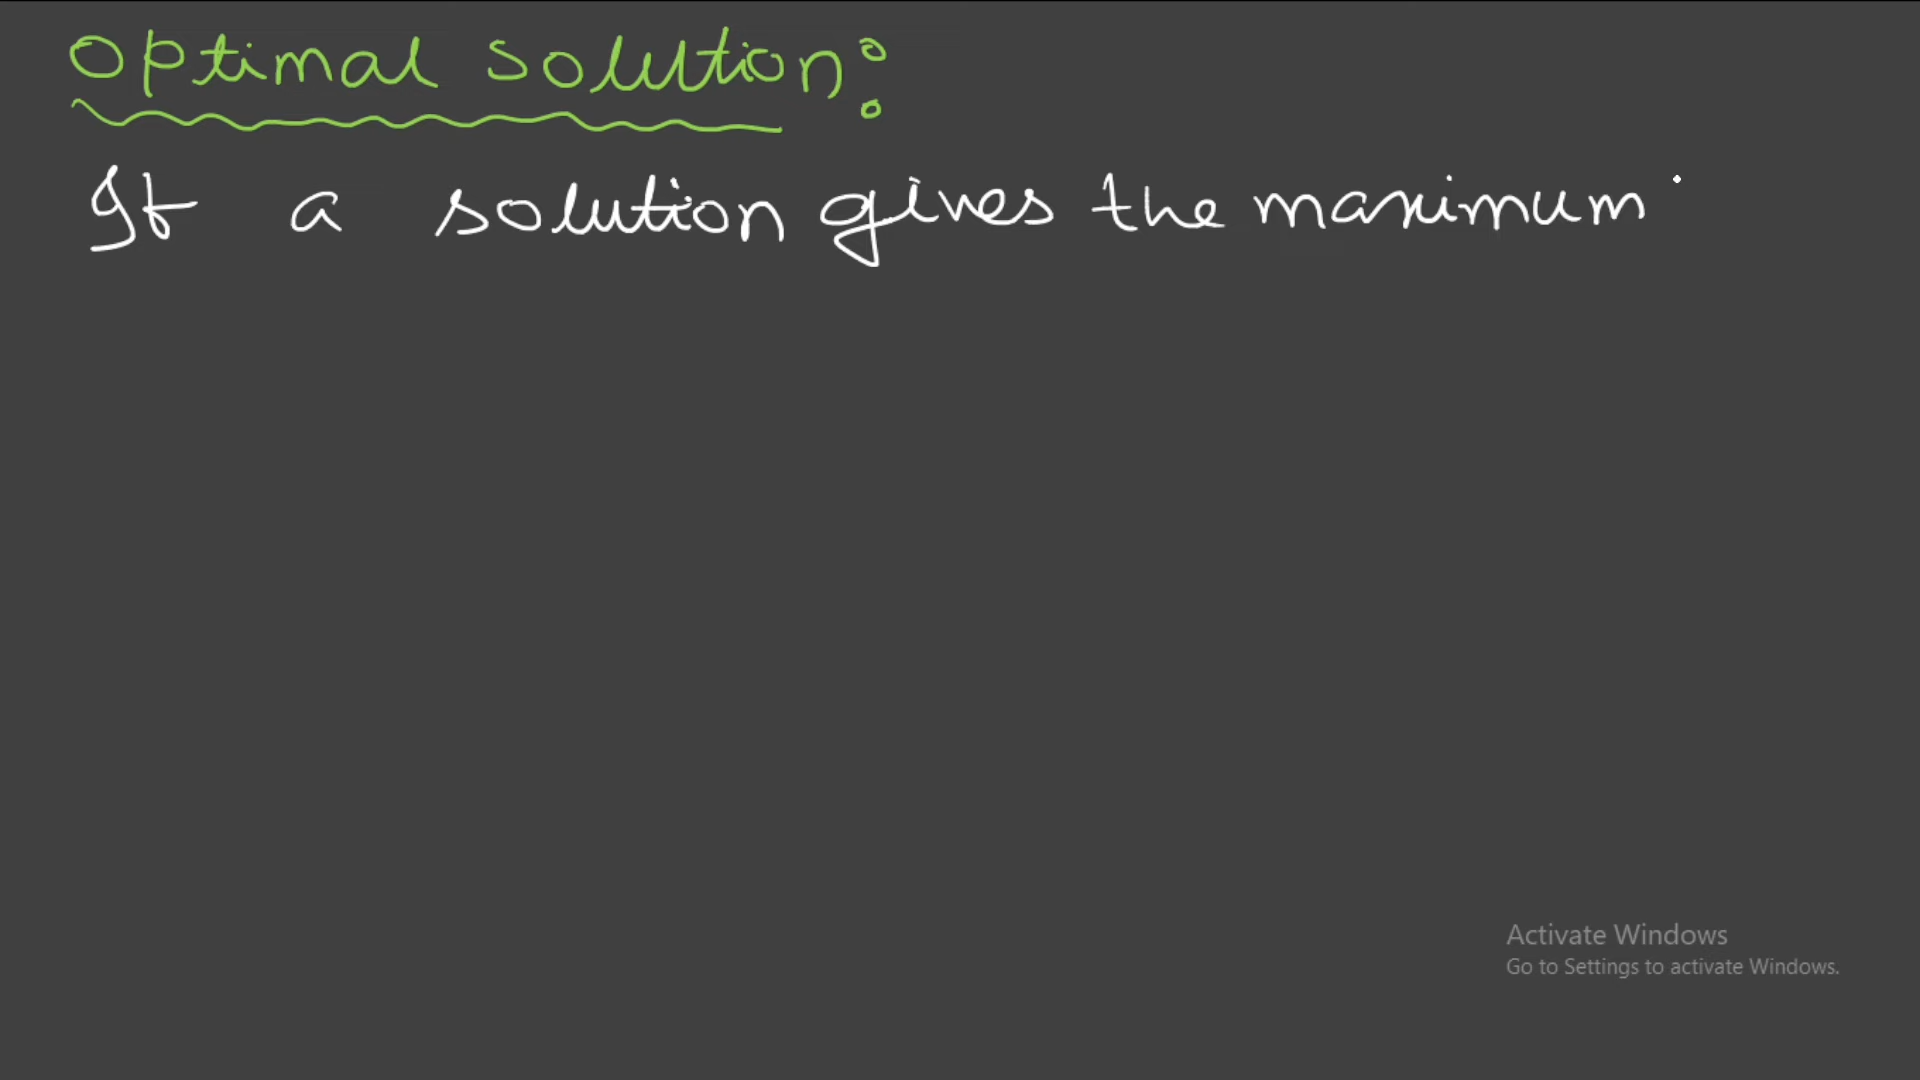 Optimal solution:
If a solution gives the maximum
Activate Windows
Go to Settings to activate Windows.